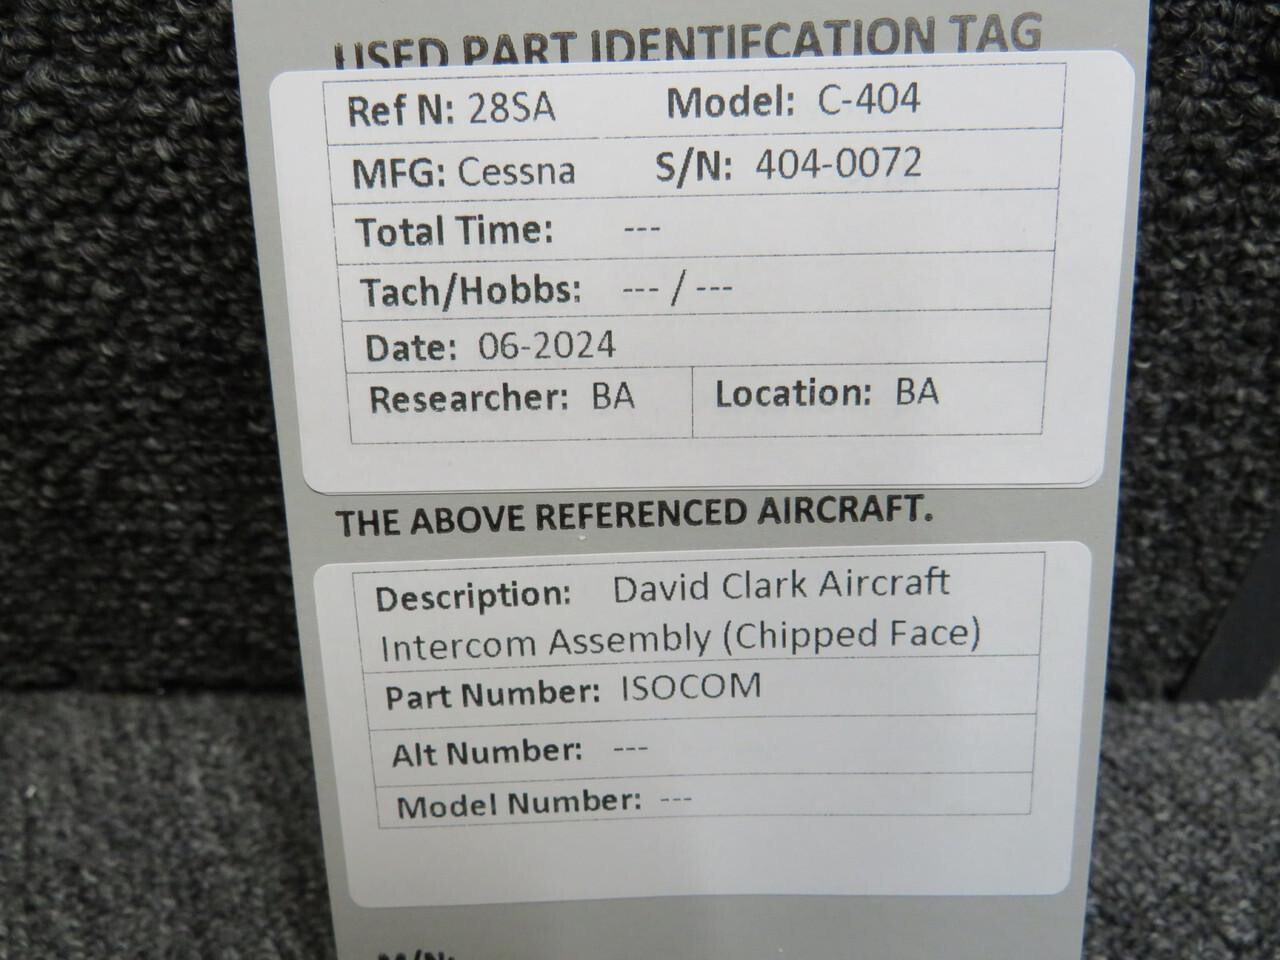 USED PART IDENTIFCATION TAG
Ref N: 28SA Model: C-404
MFG: Cessna S/N: 404-0072
Total Time: ---
Tach/Hobbs: --- / ---
Date: 06-2024
Researcher: BA Location: BA
THE ABOVE REFERENCED AIRCRAFT.
Description: David Clark Aircraft
Intercom Assembly (Chipped Face)
Part Number: ISOCOM
Alt Number: ---
Model Number: ---